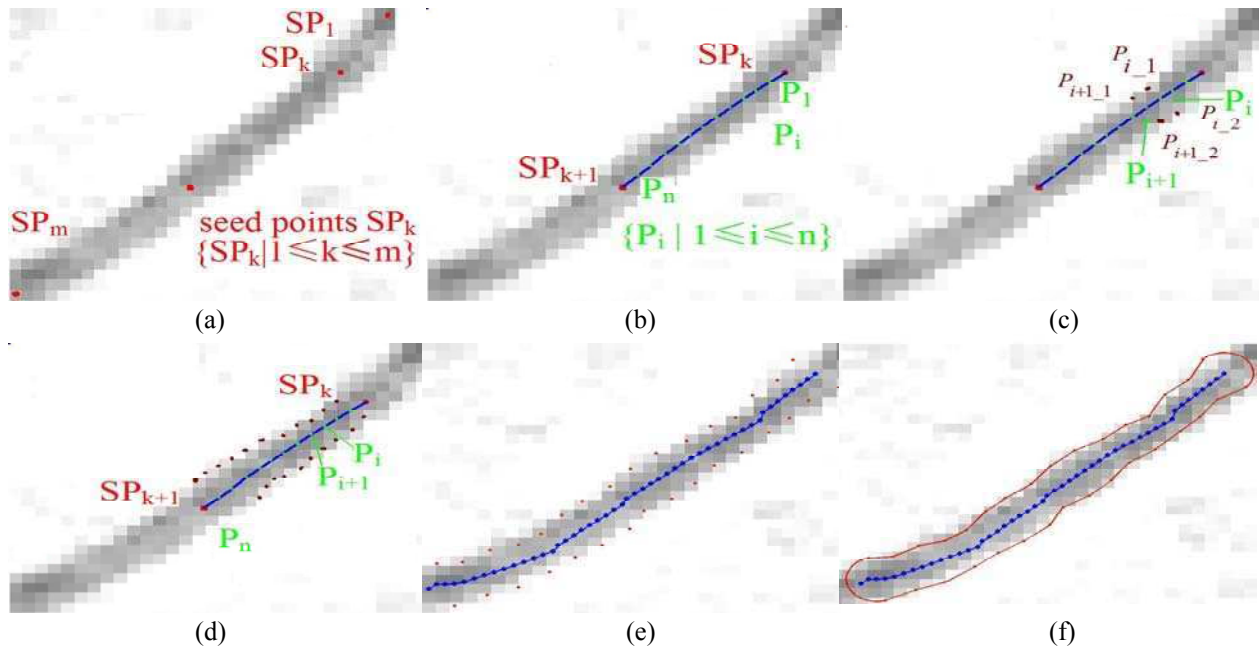 SP₁
SPₖ
SPₘ
seed points SPₖ
{SPₖ|1≤k≤m}
(a)
SPₖ
P₁
Pᵢ
SPₖ₊₁
Pₙ
{Pᵢ | 1≤i≤n}
(b)
Pᵢ_₁
Pᵢ₊₁_₁
Pᵢ
Pᵢ_₂
Pᵢ₊₁_₂
Pᵢ₊₁
(c)
SPₖ
Pᵢ
Pᵢ₊₁
SPₖ₊₁
Pₙ
(d)
(e)
(f)